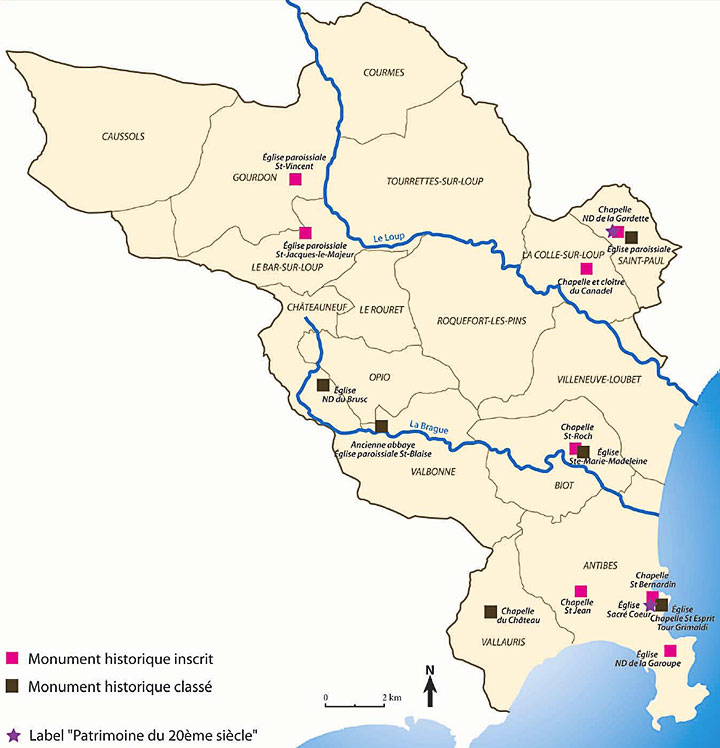 COURMES
CAUSSOLS
Église paroissiale
St-Vincent
GOURDON
TOURRETTES-SUR-LOUP
Chapelle
ND de la Gardette
Église paroissiale
St-Jacques-le-Majeur
Le Loup
Église paroissiale
SAINT-PAUL
LA COLLE-SUR-LOUP
LE BAR-SUR-LOUP
Chapelle et cloître
du Canadel
CHÂTEAUNEUF
LE ROURET
ROQUEFORT-LES-PINS
OPIO
VILLENEUVE-LOUBET
Église
ND du Brusc
La Brague
Chapelle
St-Roch
Ancienne abbaye
Église paroissiale St-Blaise
Église
Ste-Marie-Madeleine
VALBONNE
BIOT
ANTIBES
Chapelle
St Bernardin
Chapelle
St Jean
Église
Sacré Coeur
Église
Chapelle St Esprit
Tour Grimaldi
Chapelle
du Château
VALLAURIS
Église
ND de la Garoupe
Monument historique inscrit
Monument historique classé
Label "Patrimoine du 20ème siècle"
0 2 km
N